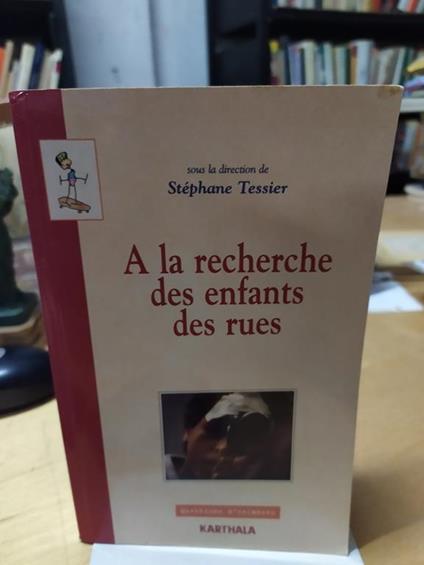 sous la direction de
Stéphane Tessier
A la recherche
des enfants
des rues
KARTHALA